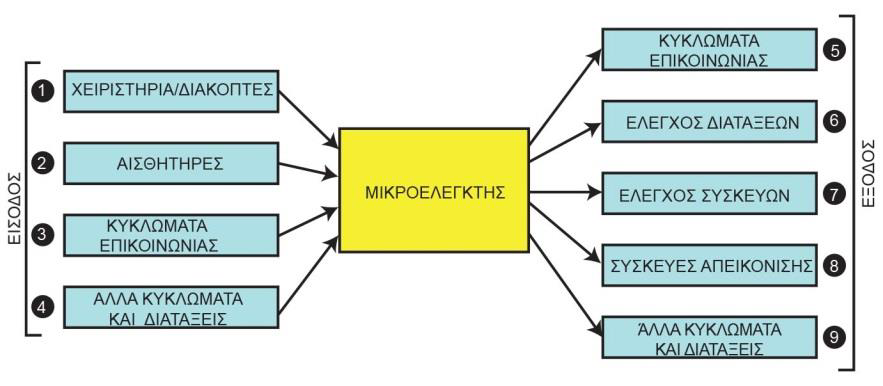 ΕΙΣΟΔΟΣ
1 ΧΕΙΡΙΣΤΗΡΙΑ/ΔΙΑΚΟΠΤΕΣ
2 ΑΙΣΘΗΤΗΡΕΣ
3 ΚΥΚΛΩΜΑΤΑ
ΕΠΙΚΟΙΝΩΝΙΑΣ
4 ΑΛΛΑ ΚΥΚΛΩΜΑΤΑ
ΚΑΙ ΔΙΑΤΑΞΕΙΣ
ΜΙΚΡΟΕΛΕΓΚΤΗΣ
ΚΥΚΛΩΜΑΤΑ 5
ΕΠΙΚΟΙΝΩΝΙΑΣ
ΕΛΕΓΧΟΣ ΔΙΑΤΑΞΕΩΝ 6
ΕΛΕΓΧΟΣ ΣΥΣΚΕΥΩΝ 7
ΣΥΣΚΕΥΕΣ ΑΠΕΙΚΟΝΙΣΗΣ 8
ΆΛΛΑ ΚΥΚΛΩΜΑΤΑ 9
ΚΑΙ ΔΙΑΤΑΞΕΙΣ
ΕΞΟΔΟΣ